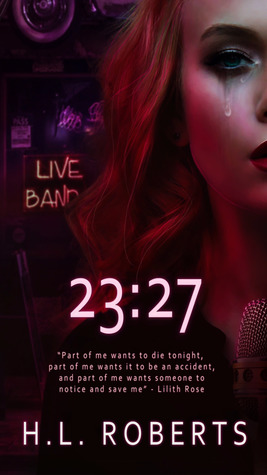 LIVE
BAND
23:27
"Part of me wants to die tonight,
part of me wants it to be an accident,
and part of me wants someone to
notice and save me" - Lilith Rose
H.L. ROBERTS